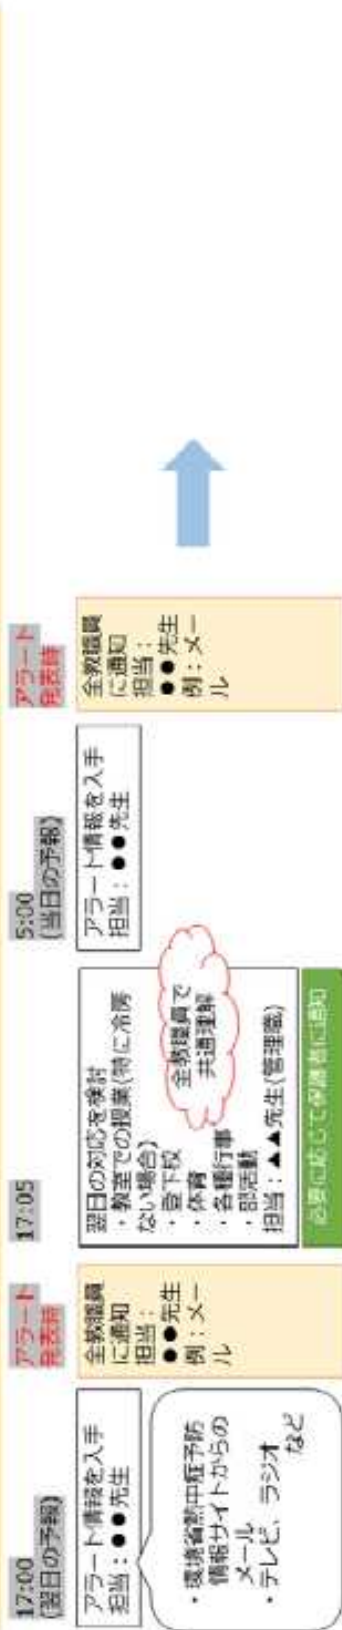 17:00
(翌日の予報)
アラート情報を入手
担当：●●先生
・環境省熱中症予防
情報サイトからの
メール
・テレビ、ラジオ
など
アラート
発表時
全教職員
に通知
担当：
●●先生
例：メー
ル
17:05
翌日の対応を検討
・教室での授業(特に冷房
ない場合)
・登下校
・体育
・各種行事
・部活動
担当：▲▲先生(管理職)
全教職員で
共通理解
必要に応じて保護者に通知
5:00
(当日の予報)
アラート情報を入手
担当：●●先生
アラート
発表時
全教職員
に通知
担当：
●●先生
例：メー
ル